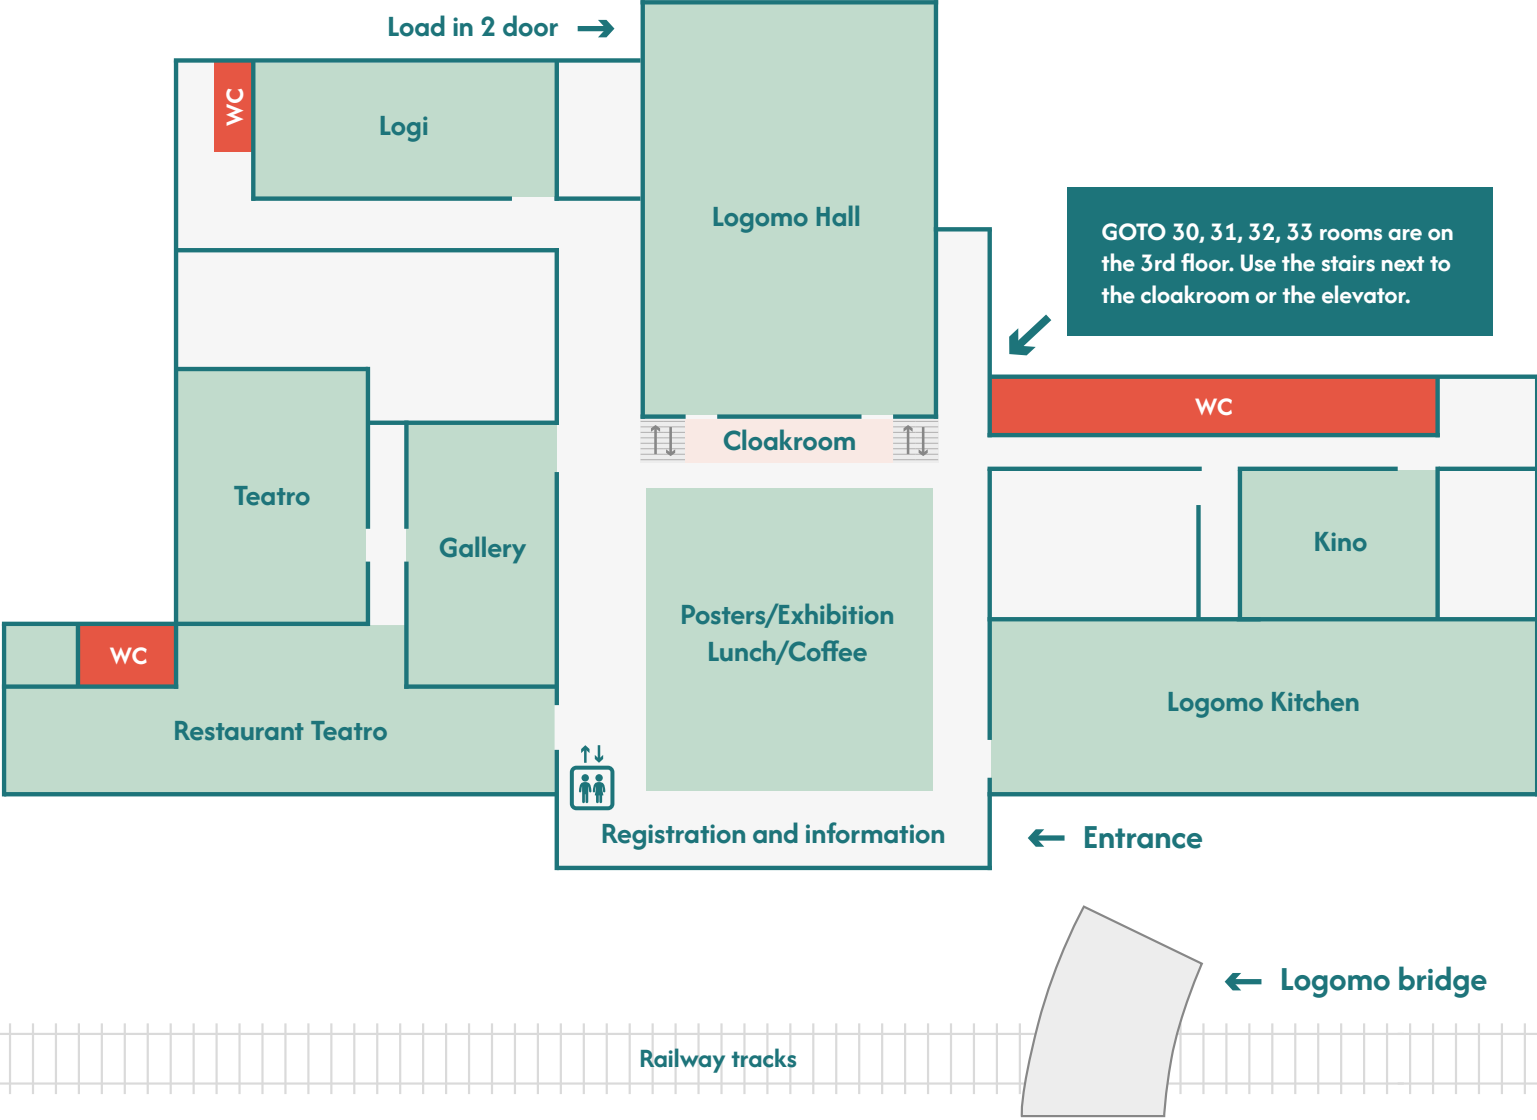 Load in 2 door
WC
Logi
Logomo Hall
GOTO 30, 31, 32, 33 rooms are on
the 3rd floor. Use the stairs next to
the cloakroom or the elevator.
WC
Cloakroom
Teatro
Gallery
Kino
Posters/Exhibition
Lunch/Coffee
WC
Restaurant Teatro
Logomo Kitchen
Registration and information
Entrance
Logomo bridge
Railway tracks